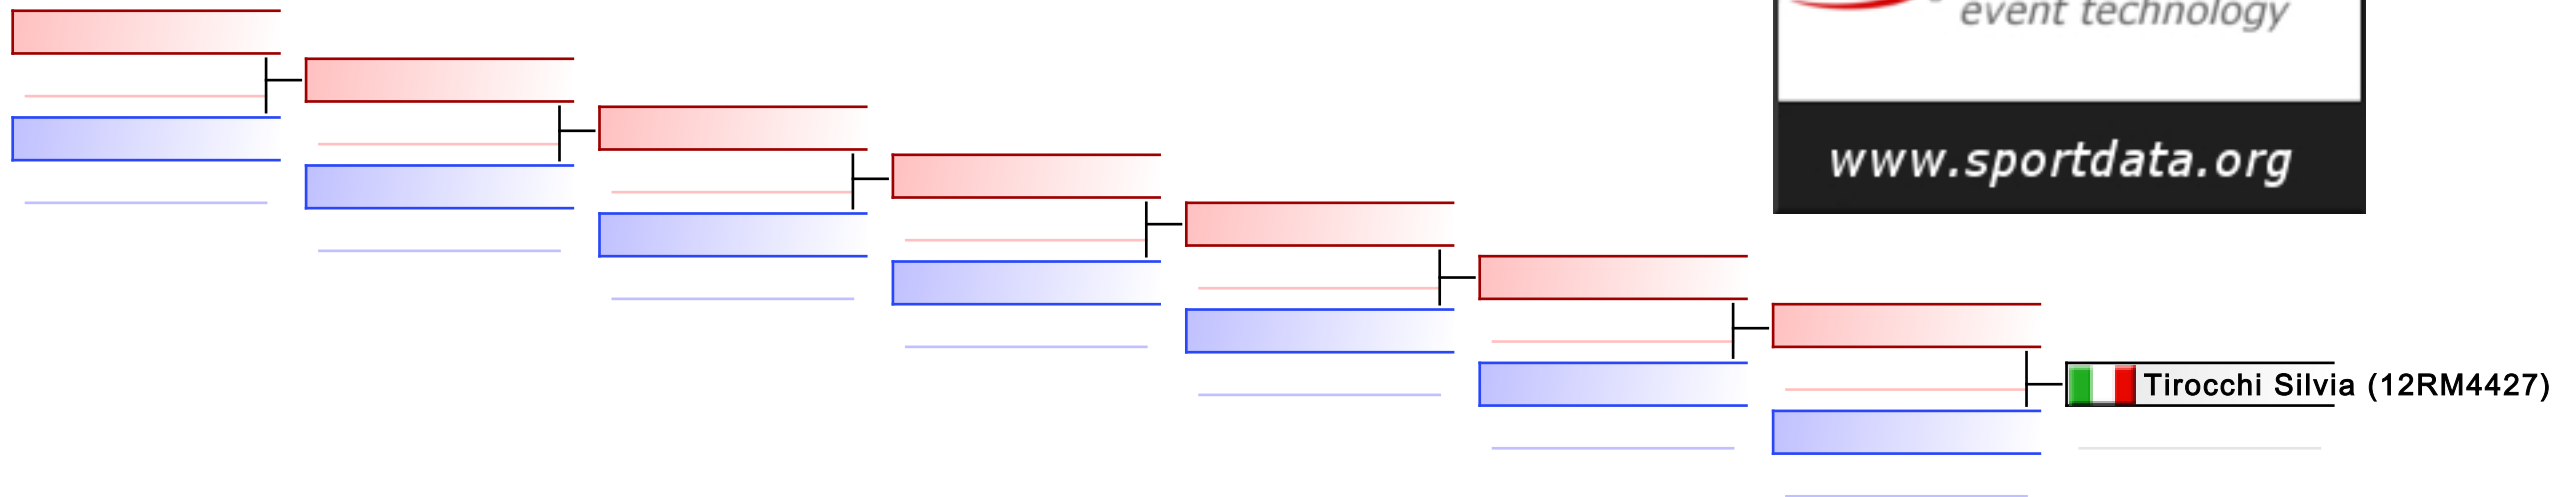 event technology
www.sportdata.org
Tirocchi Silvia (12RM4427)